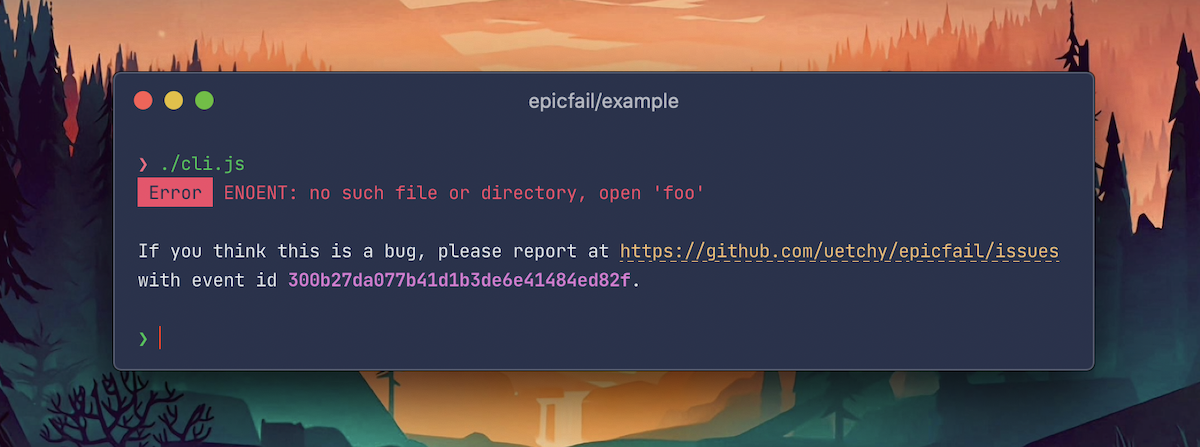 epicfail/example
❯ ./cli.js
Error ENOENT: no such file or directory, open 'foo'
If you think this is a bug, please report at https://github.com/uetchy/epicfail/issues
with event id 300b27da077b41d1b3de6e41484ed82f.
❯